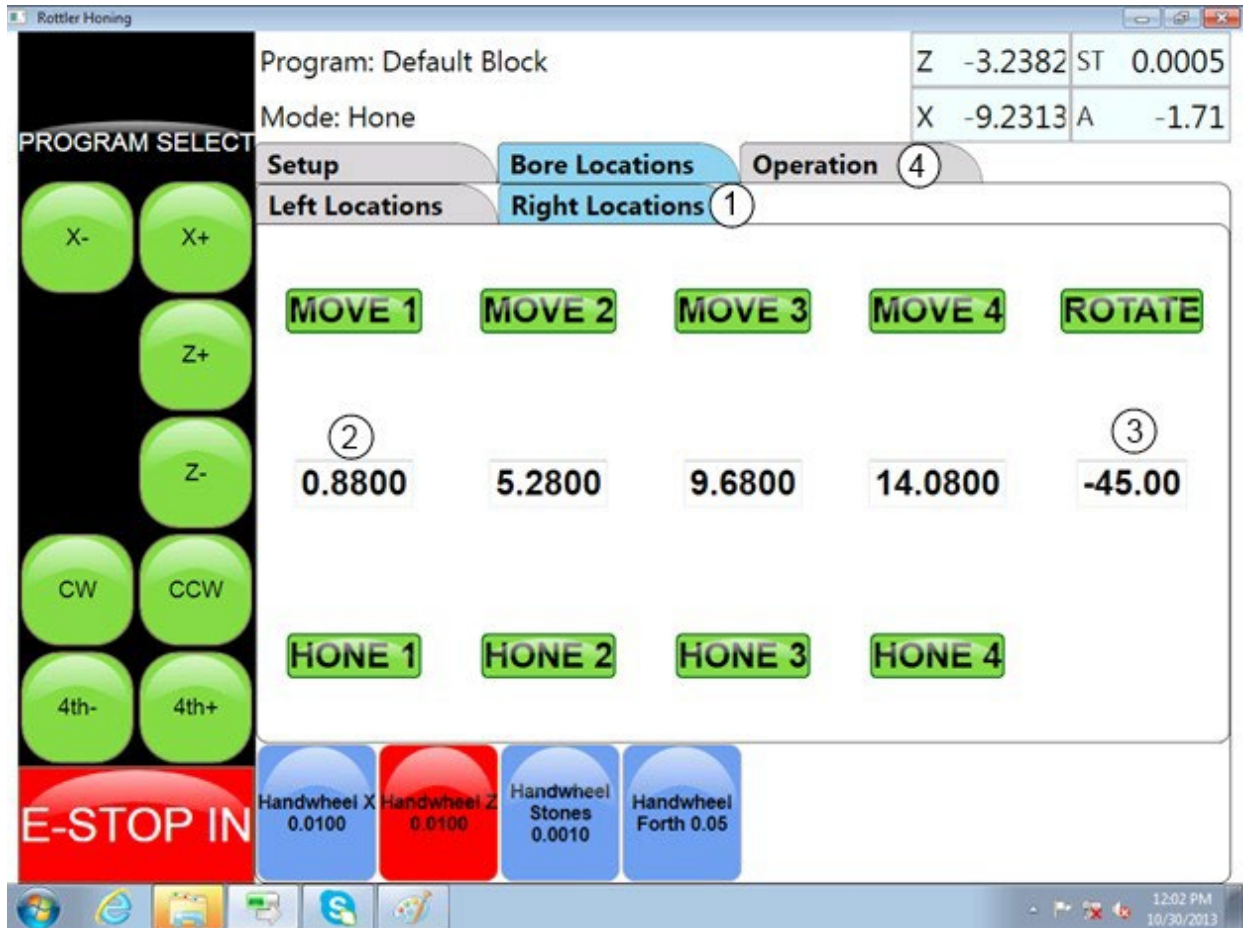 Rottler Honing
Program: Default Block
Z -3.2382 ST 0.0005
Mode: Hone
X -9.2313 A -1.71
PROGRAM SELECT
Setup Bore Locations Operation 4
Left Locations Right Locations 1
X- X+
MOVE 1 MOVE 2 MOVE 3 MOVE 4 ROTATE
Z+
2 3
Z- 0.8800 5.2800 9.6800 14.0800 -45.00
CW CCW
HONE 1 HONE 2 HONE 3 HONE 4
4th- 4th+
E-STOP IN
Handwheel X
0.0100
Handwheel Z
0.0100
Handwheel
Stones
0.0010
Handwheel
Forth 0.05
12:02 PM
10/30/2013